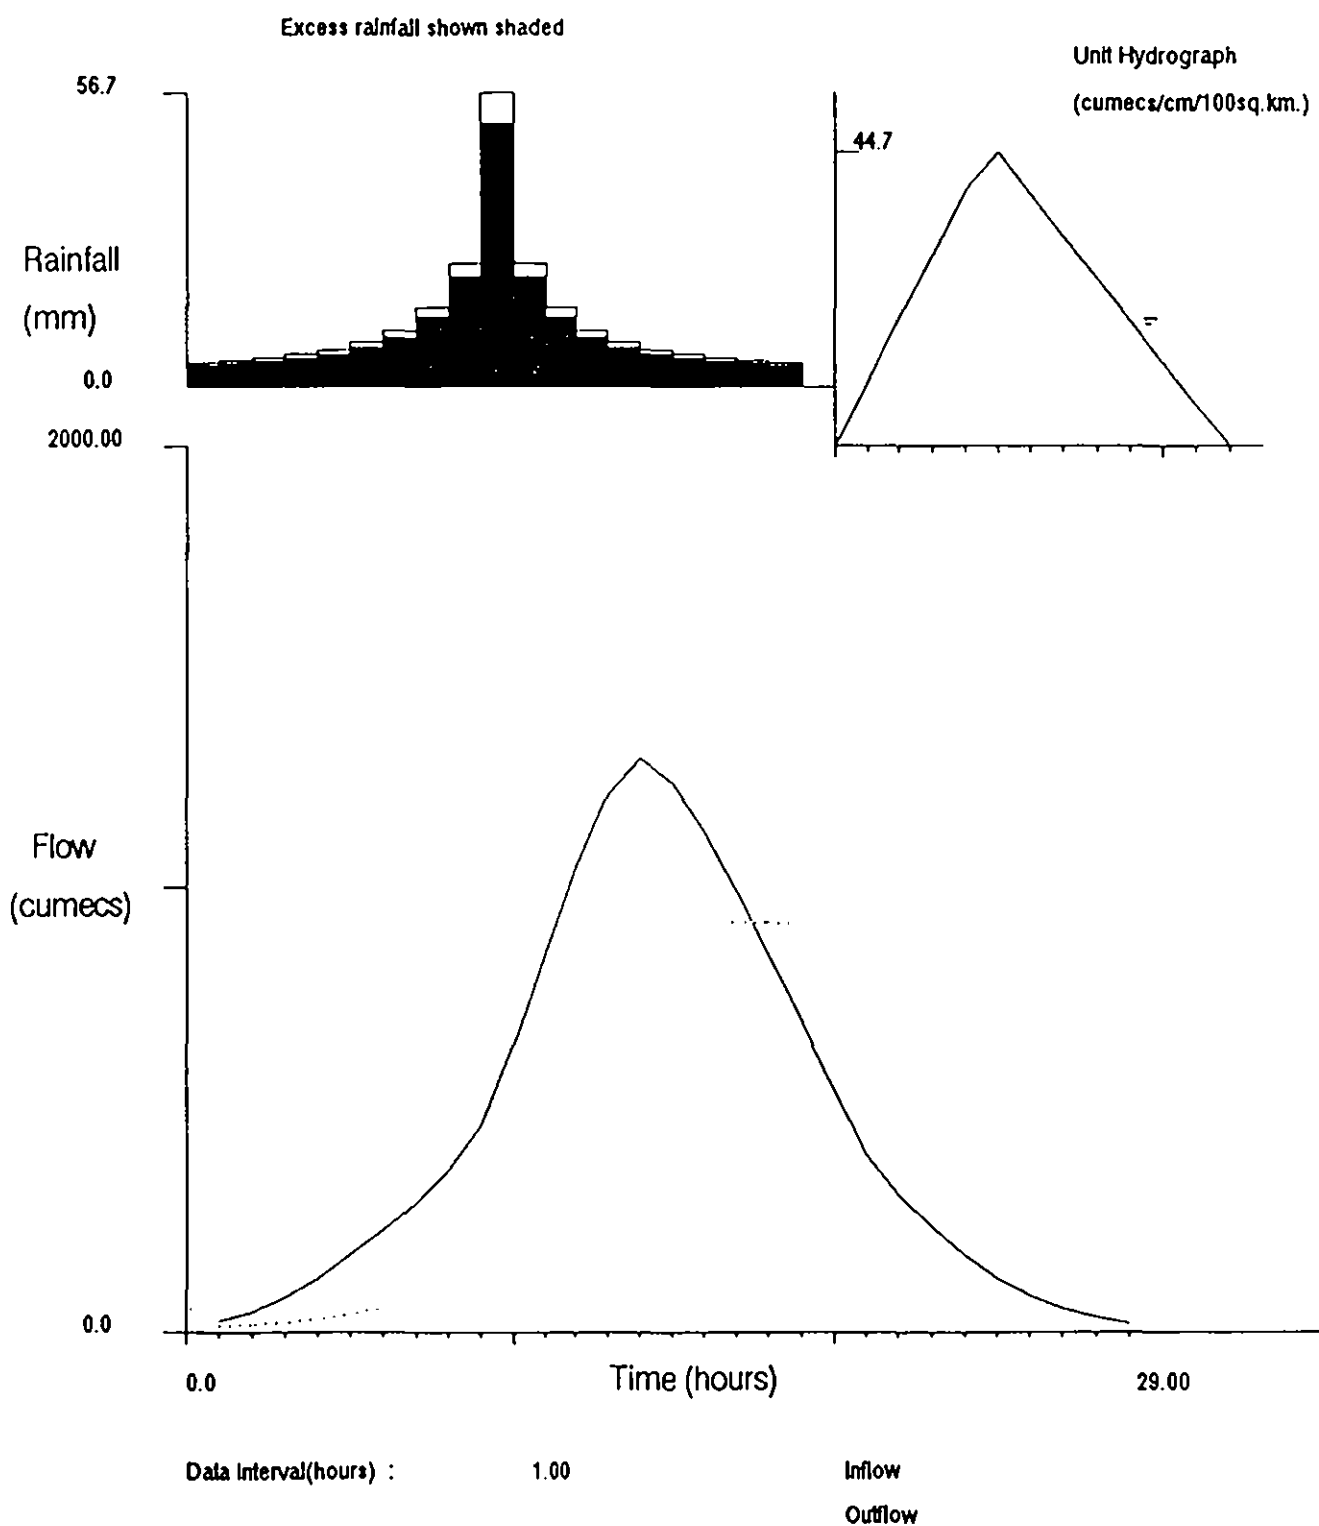 Excess rainfall shown shaded
Unit Hydrograph
(cumecs/cm/100sq.km.)
56.7
44.7
Rainfall
(mm)
0.0
2000.00
Flow
(cumecs)
0.0
0.0
Time (hours)
29.00
Data Interval(hours) :
1.00
Inflow
Outflow